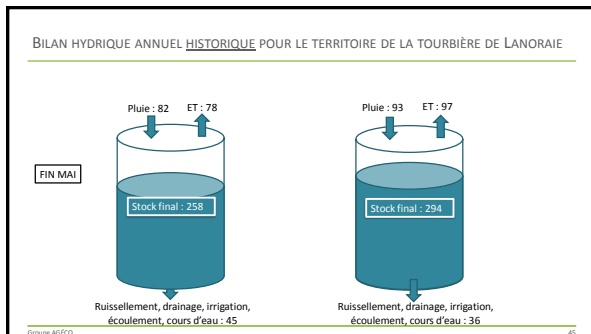 BILAN HYDRIQUE ANNUEL HISTORIQUE POUR LE TERRITOIRE DE LA TOURBIÈRE DE LANORAIE
Pluie : 82 ET : 78
Pluie : 93 ET : 97
FIN MAI
Stock final : 258
Stock final : 294
Ruissellement, drainage, irrigation,
écoulement, cours d'eau : 45
Ruissellement, drainage, irrigation,
écoulement, cours d'eau : 36
Groupe AGÉCO
45